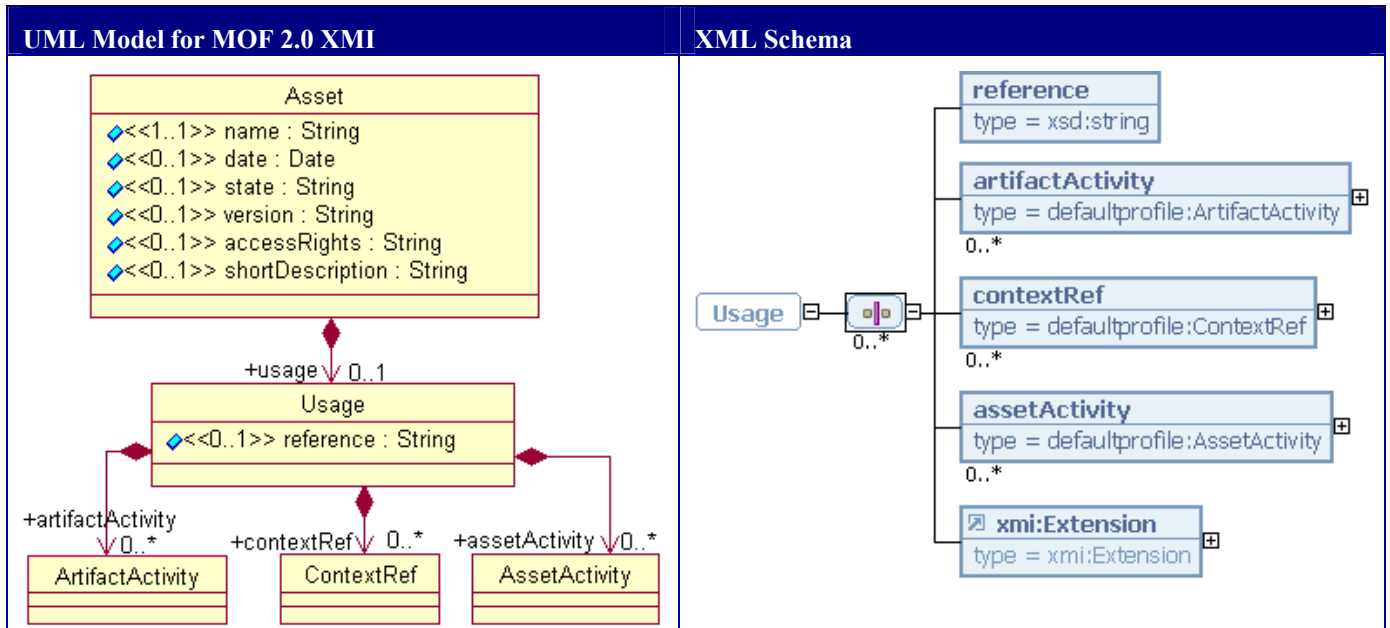 UML Model for MOF 2.0 XMI
XML Schema
Asset
<<1..1>> name : String
<<0..1>> date : Date
<<0..1>> state : String
<<0..1>> version : String
<<0..1>> accessRights : String
<<0..1>> shortDescription : String
+usage 0..1
Usage
<<0..1>> reference : String
+artifactActivity
0..*
+contextRef 0..*
+assetActivity 0..*
ArtifactActivity
ContextRef
AssetActivity
Usage
0..*
reference
type = xsd:string
artifactActivity
type = defaultprofile:ArtifactActivity
0..*
contextRef
type = defaultprofile:ContextRef
0..*
assetActivity
type = defaultprofile:AssetActivity
0..*
xmi:Extension
type = xmi:Extension